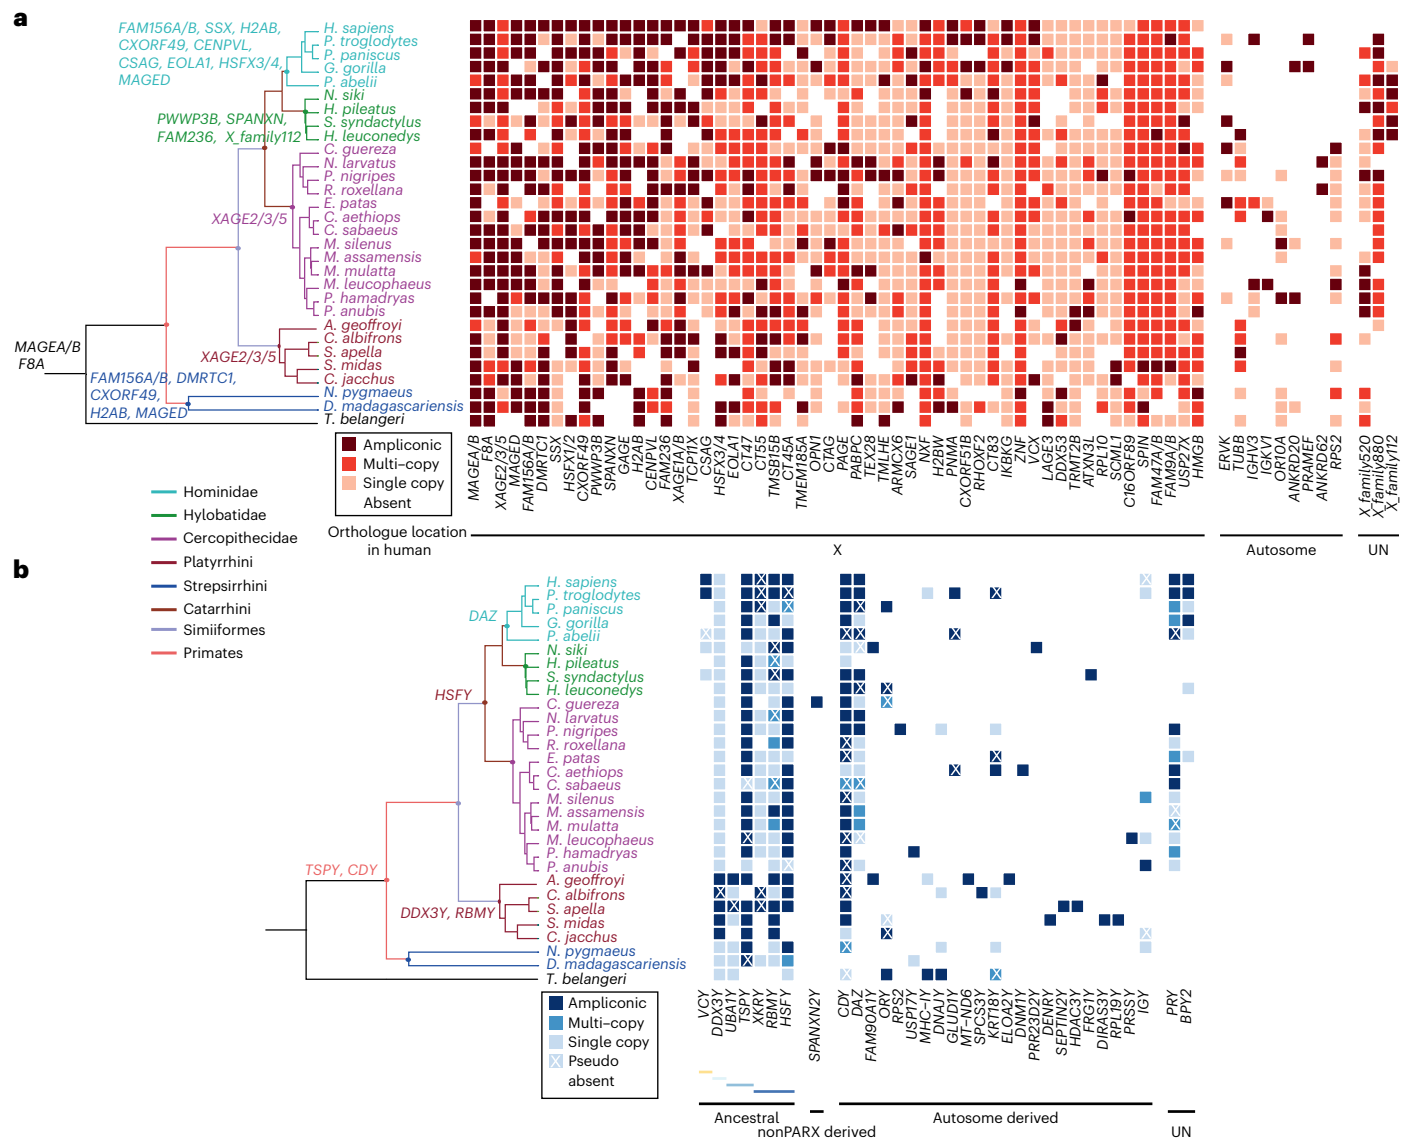 a
FAM156A/B, SSX, H2AB,
CXORF49, CENPVL,
CSAG, EOLA1, HSFX3/4,
MAGED
PWWP3B, SPANXN,
FAM236, X_family112
XAGE2/3/5
XAGE2/3/5
MAGEA/B
F8A
FAM156A/B, DMRTC1,
CXORF49,
H2AB, MAGED
H. sapiens
P. troglodytes
P. paniscus
G. gorilla
P. abelii
N. siki
H. pileatus
S. syndactylus
H. leuconedys
C. guereza
N. larvatus
P. nigripes
R. roxellana
E. patas
C. aethiops
C. sabaeus
M. silenus
M. assamensis
M. mulatta
M. leucophaeus
P. hamadryas
P. anubis
A. geoffroyi
C. albifrons
S. apella
S. midas
C. jacchus
N. pygmaeus
D. madagascariensis
T. belangeri
Ampliconic
Multi-copy
Single copy
Absent
MAGEA/B
F8A
XAGE2/3/5
MAGED
FAM156A/B
DMRTC1
SSX
HSFX1/2
CXORF49
PWWP3B
SPANXN
GAGE
H2AB
CENPVL
FAM236
XAGE1A/B
TCP11X
CSAG
HSFX3/4
EOLA1
CT47
CT55
TMSB15B
CT45A
TMEM185A
OPN1
CTAG
PAGE
PABPC
TEX28
TMLHE
ARMCX6
SAGE1
NXF
H2BW
PNMA
CXORF51B
RHOXF2
CT83
IKBKG
ZNF
VCX
LAGE3
DDX53
TRMT2B
ATXN3L
RPL10
SCML1
C16ORF89
SPIN
FAM47A/B
FAM9A/B
USP27X
HMGB
ERVK
TUBB
IGHV3
IGKV1
OR10A
ANKRD20
PRAMEF
ANKRD62
RPS2
X_family520
X_family880
X_family112
Orthologue location
in human
X
Autosome
UN
Hominidae
Hylobatidae
Cercopithecidae
Platyrrhini
Strepsirrhini
Catarrhini
Simiiformes
Primates
b
DAZ
HSFY
TSPY, CDY
DDX3Y, RBMY
H. sapiens
P. troglodytes
P. paniscus
G. gorilla
P. abelii
N. siki
H. pileatus
S. syndactylus
H. leuconedys
C. guereza
N. larvatus
P. nigripes
R. roxellana
E. patas
C. aethiops
C. sabaeus
M. silenus
M. assamensis
M. mulatta
M. leucophaeus
P. hamadryas
P. anubis
A. geoffroyi
C. albifrons
S. apella
S. midas
C. jacchus
N. pygmaeus
D. madagascariensis
T. belangeri
Ampliconic
Multi-copy
Single copy
Pseudo
absent
VCY
DDX3Y
UBA1Y
TSPY
XKRY
RBMY
HSFY
SPANXN2Y
CDY
DAZ
FAM90A1Y
ORY
RPS2
USP17Y
MHC-IY
DNAJY
GLUD1Y
MT-ND6
SPCS3Y
KRT18Y
ELOA2Y
DNM1Y
PRR23D2Y
DENRY
SEPTIN2Y
HDAC3Y
FRG1Y
DIRAS3Y
RPL19Y
PRSSY
IGY
PRY
BPY2
Ancestral
nonPARX derived
Autosome derived
UN